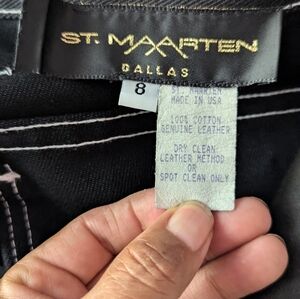 ST. MAARTEN
DALLAS
8
ST. MAARTEN
MADE IN USA
100% COTTON
GENUINE LEATHER
DRY CLEAN
LEATHER METHOD
OR
SPOT CLEAN ONLY